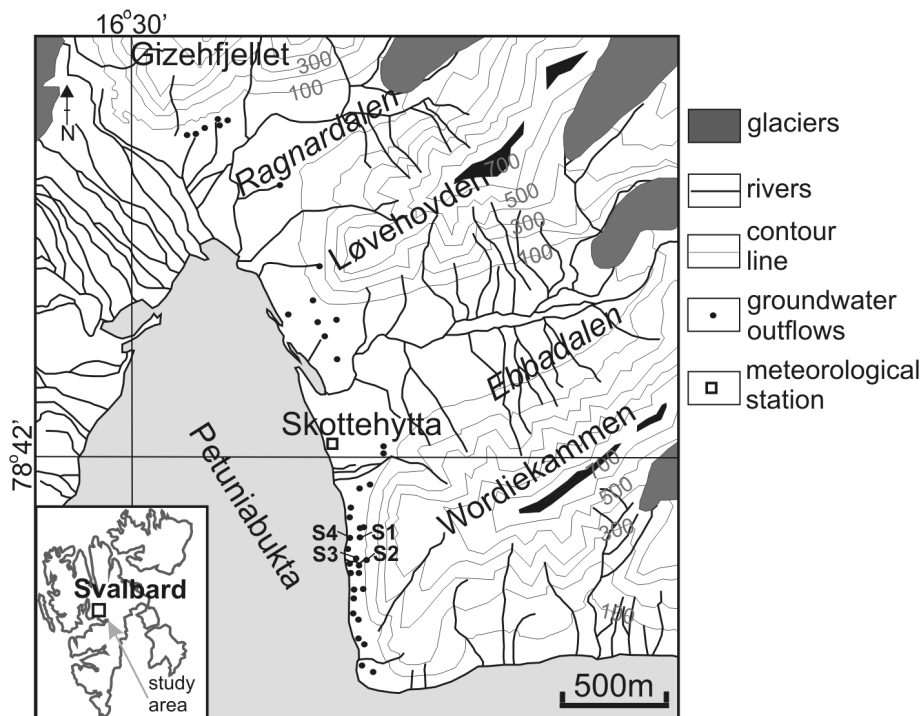 16°30'
Gizehfjellet
300
100
N
Ragnardalen
glaciers
700
Løvehovden
500
300
100
rivers
contour
line
groundwater
outflows
Ebbadalen
meteorological
station
Skottehytta
78°42'
Petuniabukta
Wordiekammen
700
500
300
S4 S1
S3 S2
100
Svalbard
study
area
500m